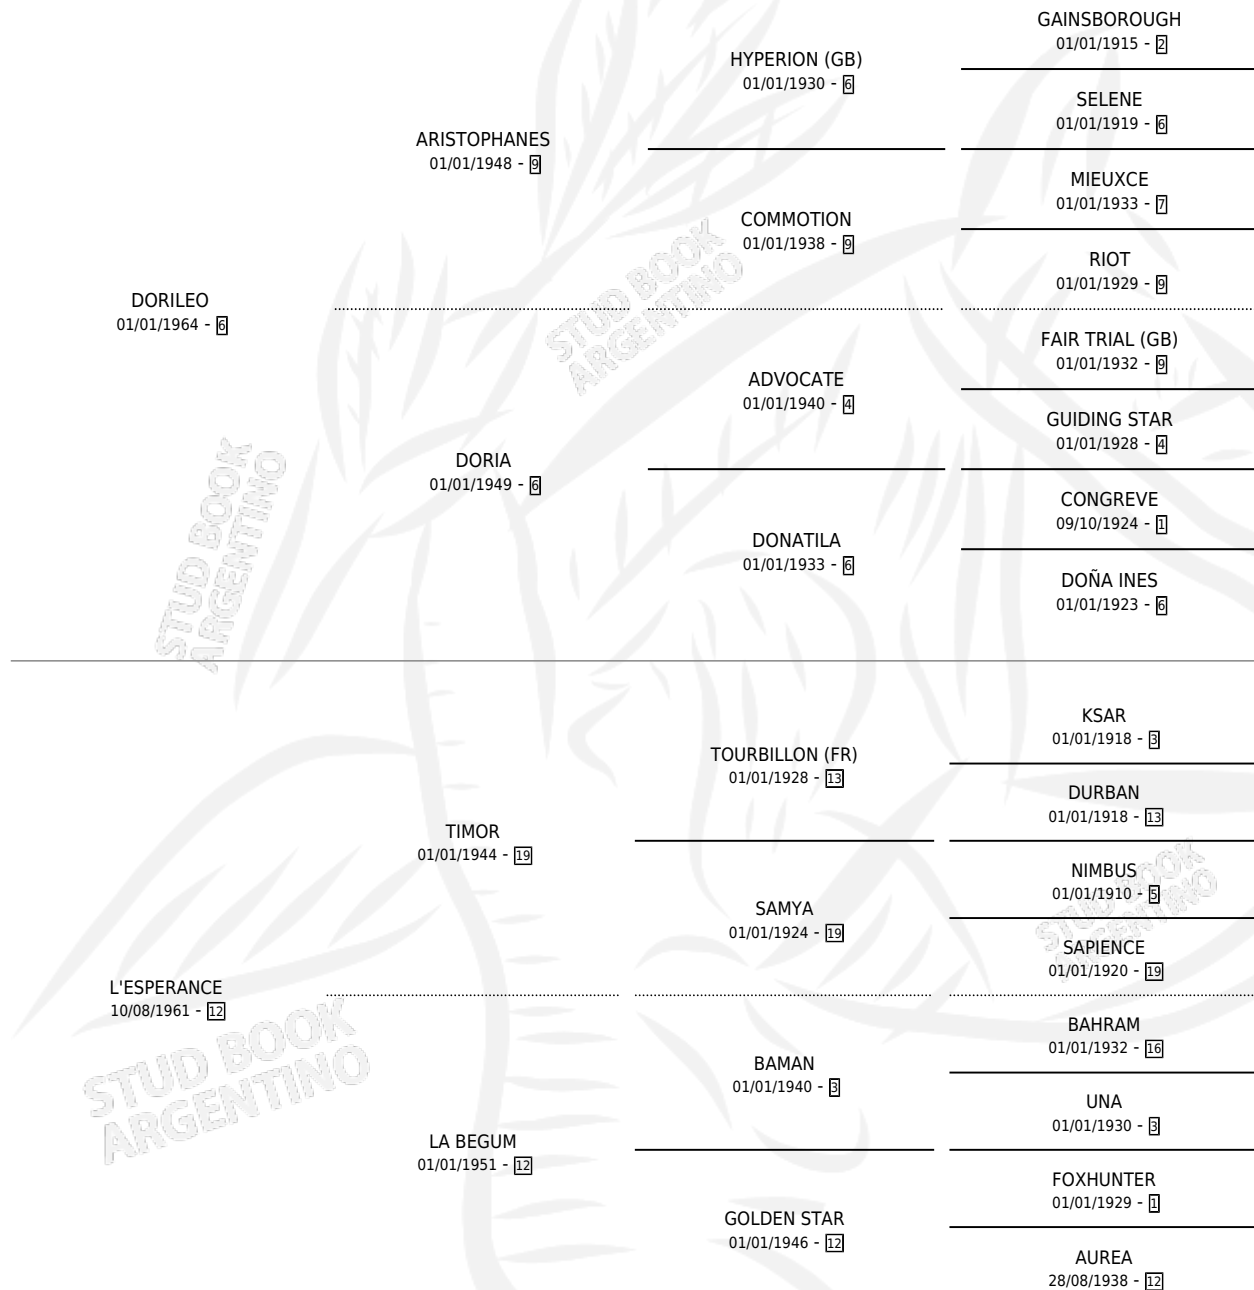 GAINSBOROUGH
01/01/1915 - 2
HYPERION (GB)
01/01/1930 - 6
SELENE
01/01/1919 - 6
ARISTOPHANES
01/01/1948 - 9
MIEUXCE
01/01/1933 - 7
COMMOTION
01/01/1938 - 9
RIOT
01/01/1929 - 9
DORILEO
01/01/1964 - 6
FAIR TRIAL (GB)
01/01/1932 - 9
ADVOCATE
01/01/1940 - 4
GUIDING STAR
01/01/1928 - 4
DORIA
01/01/1949 - 6
CONGREVE
09/10/1924 - 1
DONATILA
01/01/1933 - 6
DOÑA INES
01/01/1923 - 6
KSAR
01/01/1918 - 3
TOURBILLON (FR)
01/01/1928 - 13
DURBAN
01/01/1918 - 13
TIMOR
01/01/1944 - 19
NIMBUS
01/01/1910 - 5
SAMYA
01/01/1924 - 19
SAPIENCE
01/01/1920 - 19
L'ESPERANCE
10/08/1961 - 12
BAHRAM
01/01/1932 - 16
BAMAN
01/01/1940 - 3
UNA
01/01/1930 - 3
LA BEGUM
01/01/1951 - 12
FOXHUNTER
01/01/1929 - 1
GOLDEN STAR
01/01/1946 - 12
AUREA
28/08/1938 - 12
STUD BOOK
ARGENTINO
STUD BOOK
ARGENTINO
STUD BOOK
ARGENTINO
STUD BOOK
ARGENTINO